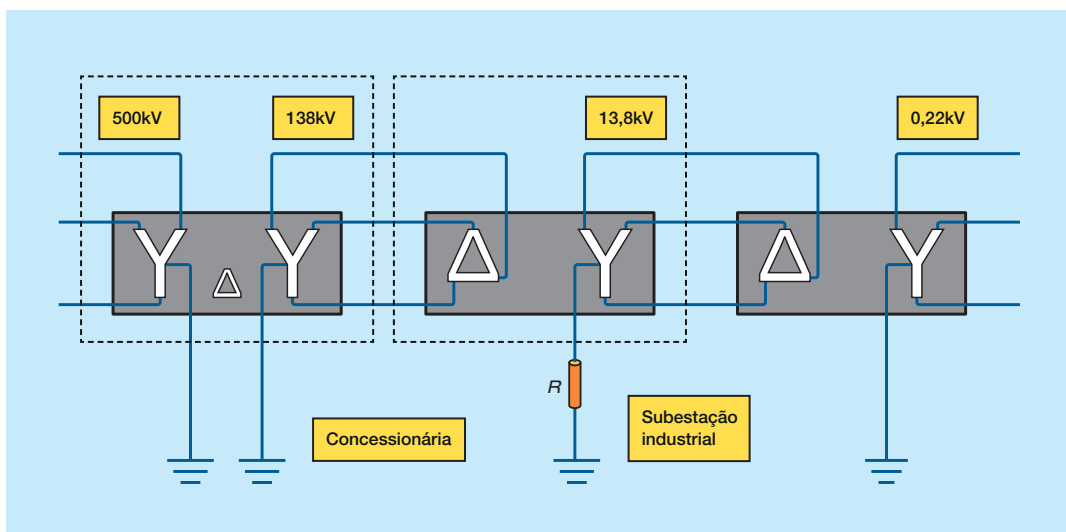 500kV
138kV
13,8kV
0,22kV
Y
Δ
Y
Δ
Y
Δ
Y
R
Concessionária
Subestação
industrial